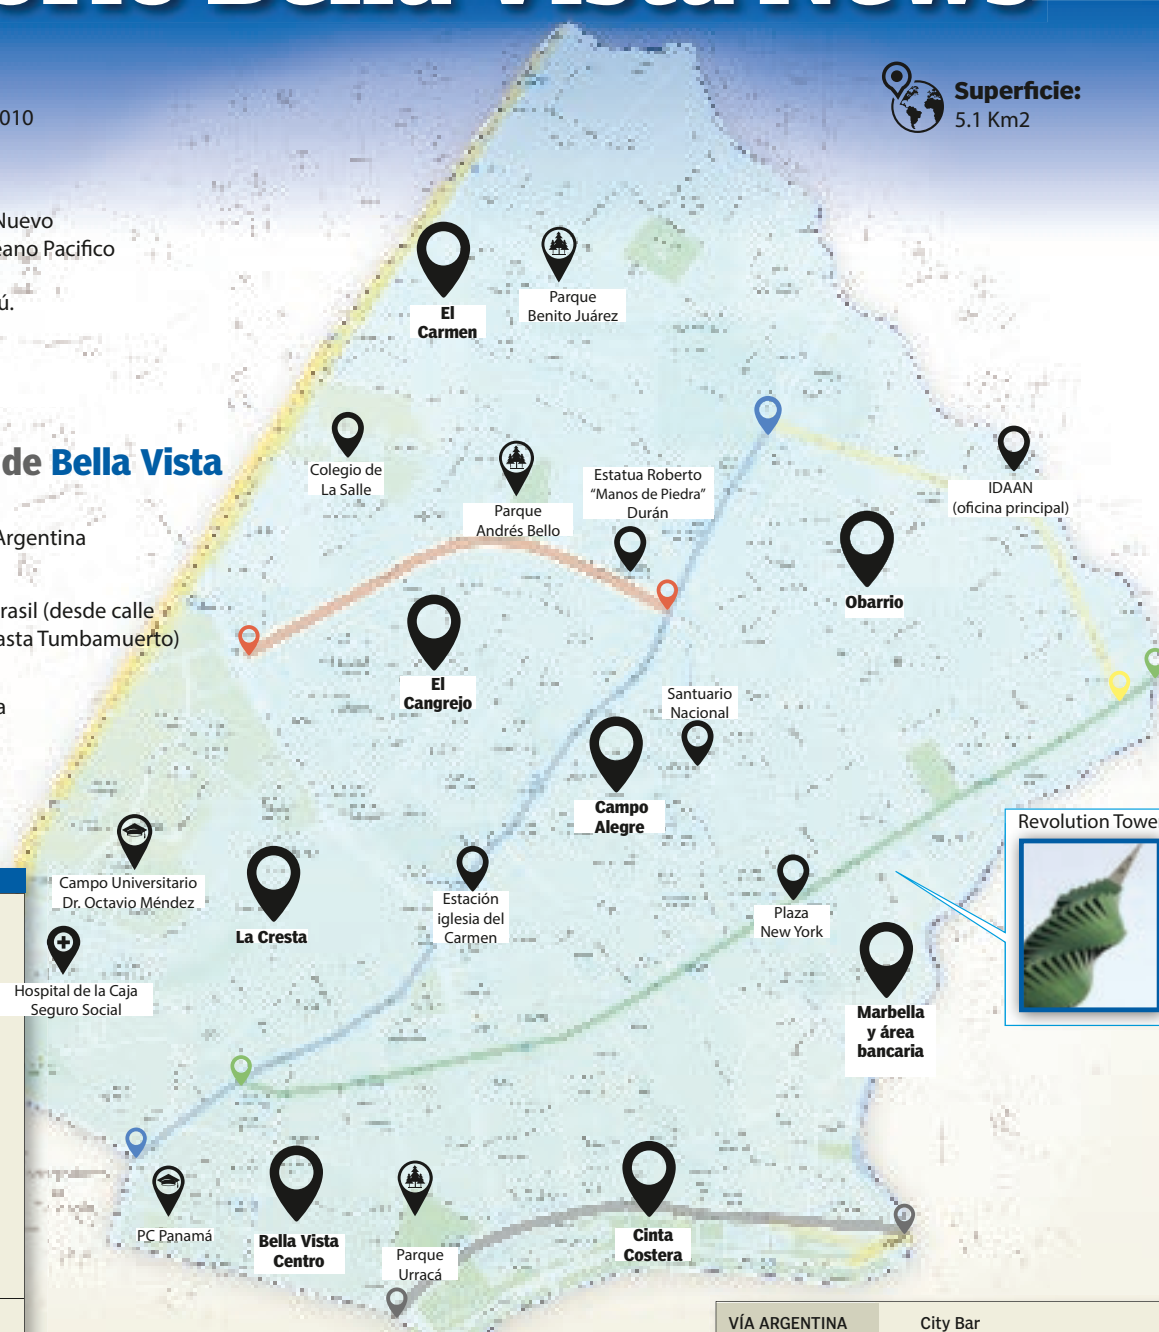 Bella Vista News
Superficie:
5.1 Km2
010
Nuevo
eano Pacifico
ú.
de Bella Vista
Argentina
rasil (desde calle
asta Tumbamuerto)
a
El
Carmen
Parque
Benito Juárez
Colegio de
La Salle
Parque
Andrés Bello
Estatua Roberto
“Manos de Piedra”
Durán
IDAAN
(oficina principal)
Obarrio
El
Cangrejo
Santuario
Nacional
Campo
Alegre
Revolution Towe
Campo Universitario
Dr. Octavio Méndez
La Cresta
Estación
iglesia del
Carmen
Plaza
New York
Hospital de la Caja
Seguro Social
Marbella
y área
bancaria
PC Panamá
Bella Vista
Centro
Parque
Urracá
Cinta
Costera
VÍA ARGENTINA
City Bar